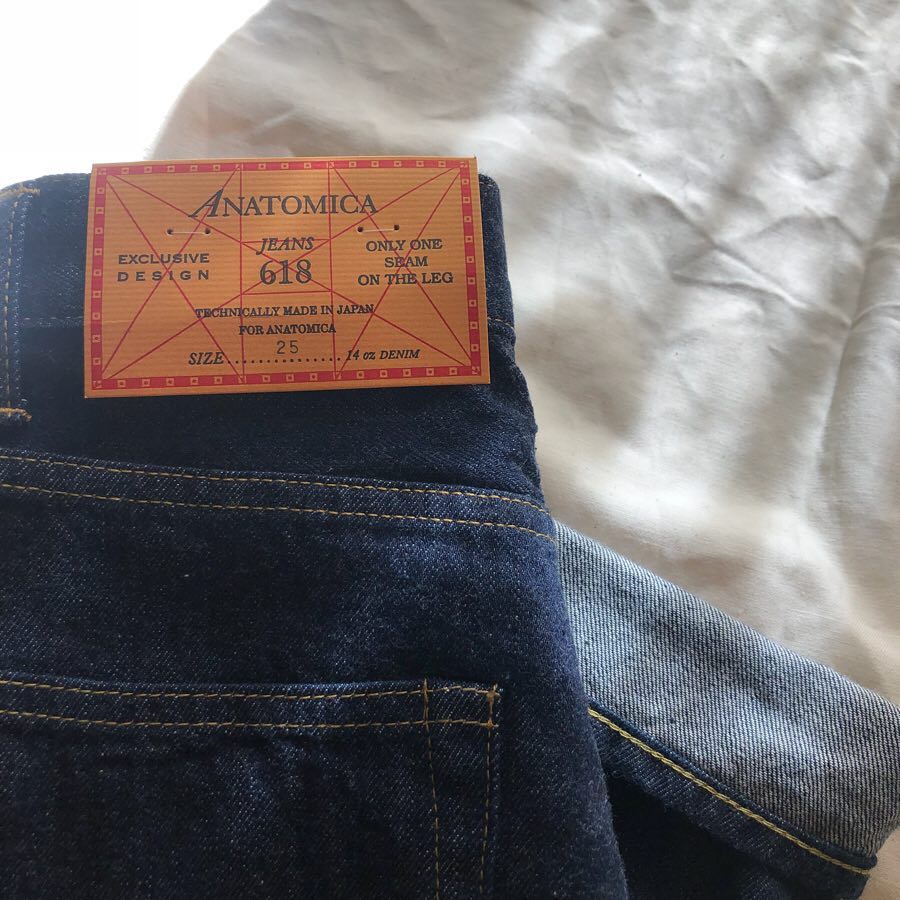 ANATOMICA
JEANS
618
EXCLUSIVE
DESIGN
ONLY ONE
SEAM
ON THE LEG
TECHNICALLY MADE IN JAPAN
FOR ANATOMICA
SIZE...............14 oz DENIM
25